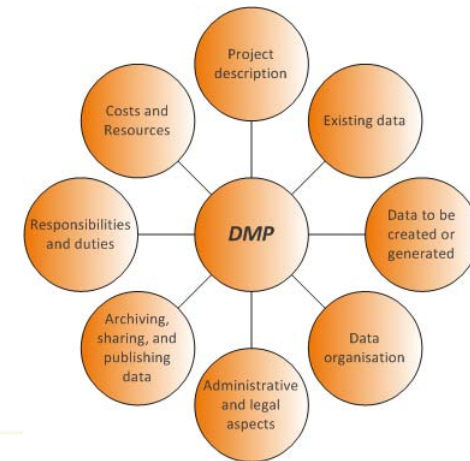 Project
description
Existing data
Data to be
created or
generated
Data
organisation
Administrative
and legal
aspects
Archiving,
sharing, and
publishing
data
Responsibilities
and duties
Costs and
Resources
DMP